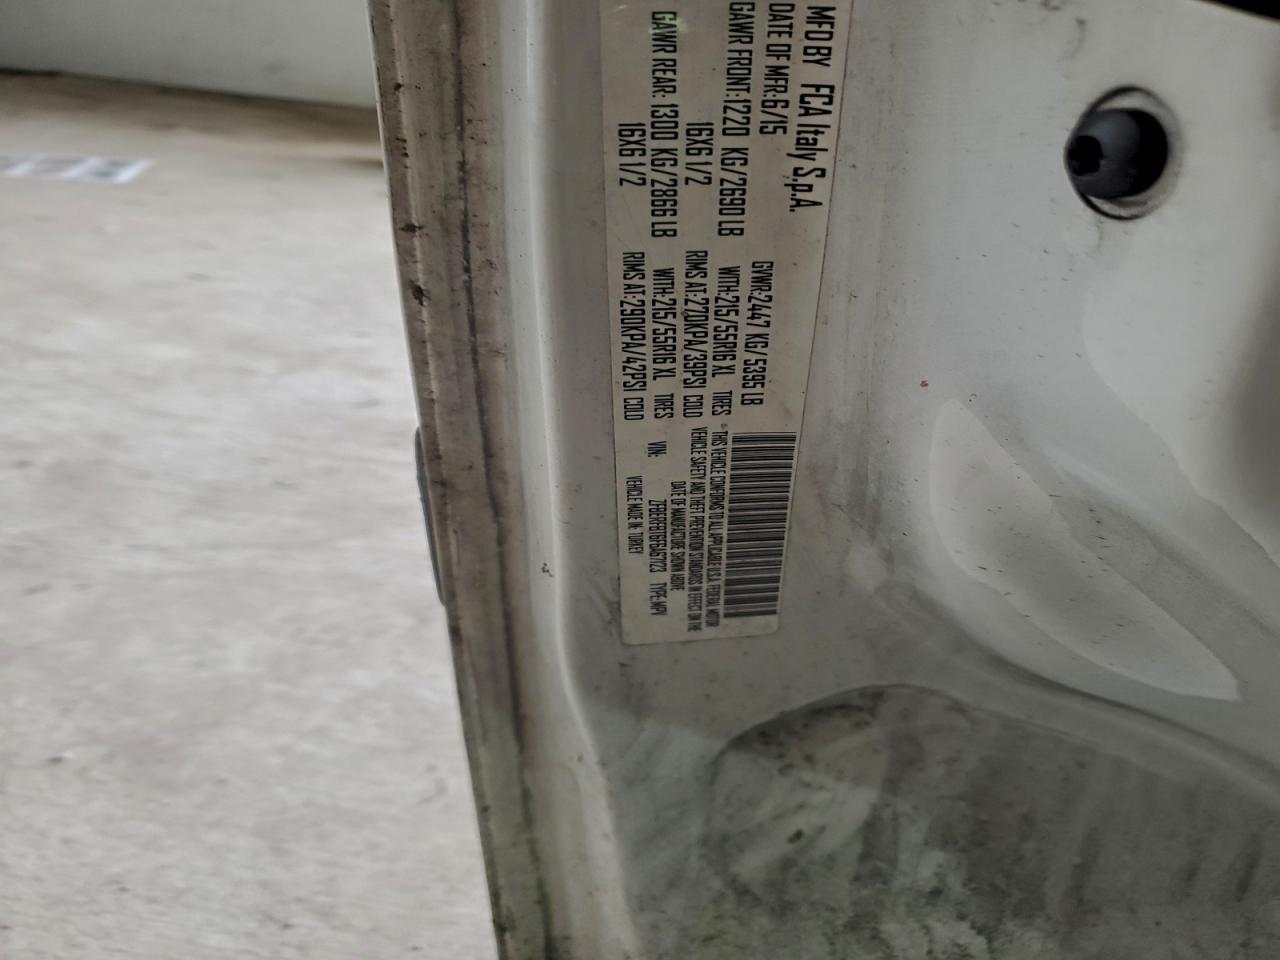 MFD BY FCA Italy S.p.A.
DATE OF MFR:6/15 GVWR:2447 KG/5395 LB
GAWR FRONT:1220 KG/2690 LB WITH:215/55R16 XL TIRES
16X6 1/2 RIMS AT:270KPA/39PSI COLD
GAWR REAR: 1300 KG/2866 LB WITH:215/55R16 XL TIRES
16X6 1/2 RIMS AT:290KPA/42PSI COLD
THIS VEHICLE CONFORMS TO ALL APPLICABLE U.S.A. FEDERAL MOTOR
VEHICLE SAFETY AND THEFT PREVENTION STANDARDS IN EFFECT ON THE
DATE OF MANUFACTURE SHOWN ABOVE
VIN: TYPE:MPV
VEHICLE MADE IN: TURKEY